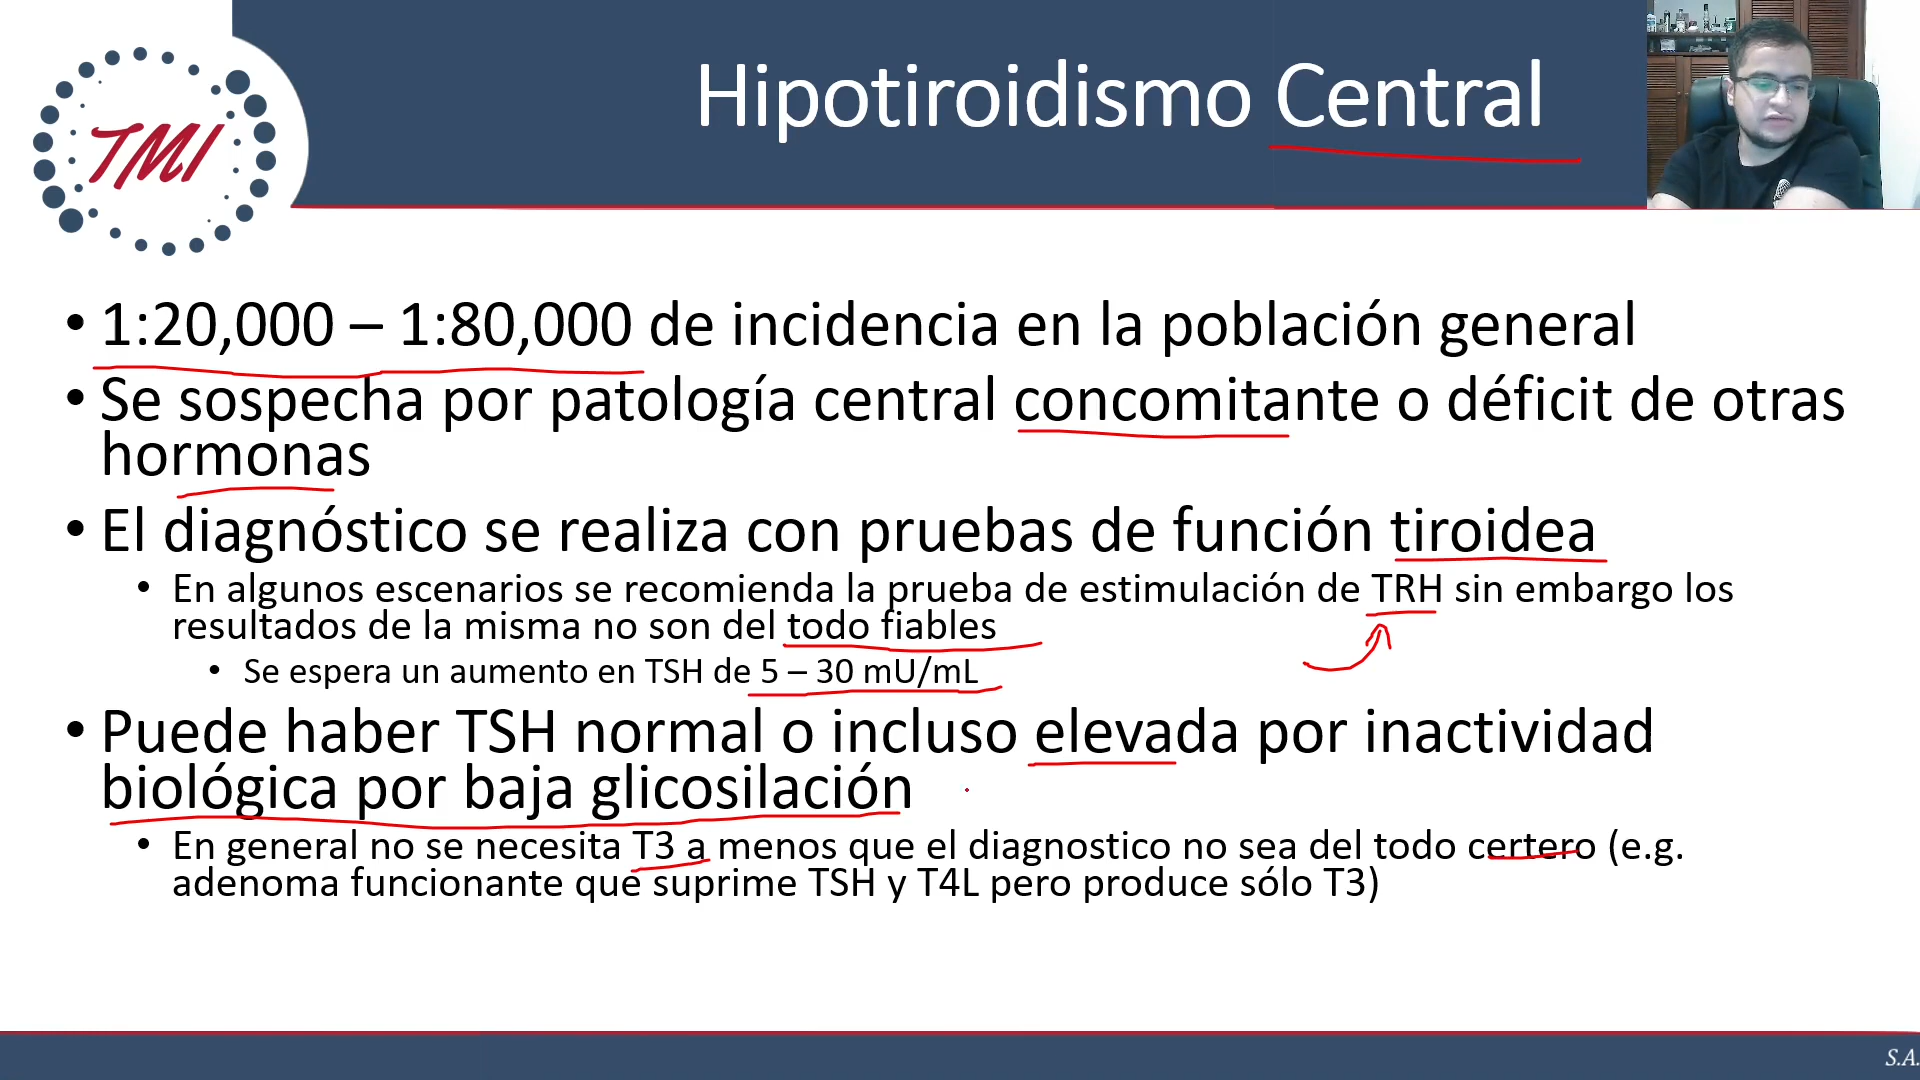 TMI
Hipotiroidismo Central
• 1:20,000 – 1:80,000 de incidencia en la población general
• Se sospecha por patología central concomitante o déficit de otras
hormonas
• El diagnóstico se realiza con pruebas de función tiroidea
• En algunos escenarios se recomienda la prueba de estimulación de TRH sin embargo los
resultados de la misma no son del todo fiables
• Se espera un aumento en TSH de 5 – 30 mU/mL
• Puede haber TSH normal o incluso elevada por inactividad
biológica por baja glicosilación
• En general no se necesita T3 a menos que el diagnostico no sea del todo certero (e.g.
adenoma funcionante que suprime TSH y T4L pero produce sólo T3)
S.A.